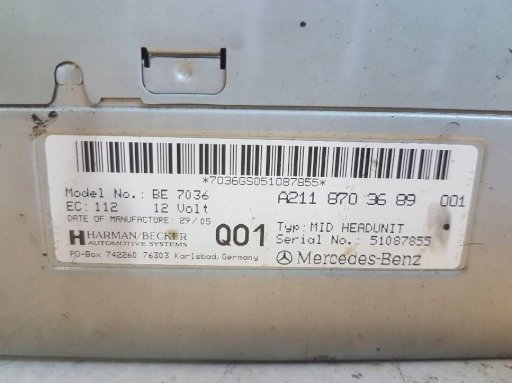 *7036GS051087855*
Model No.: BE 7036
A211 870 36 89 001
EC: 112 12 Volt
DATE OF MANUFACTURE: 29/05
HARMAN/BECKER
AUTOMOTIVE SYSTEMS
Q01
Typ: MID HEADUNIT
Serial No.: 51087855
PO-Box 742260 76303 Karlsbad, Germany
Mercedes-Benz